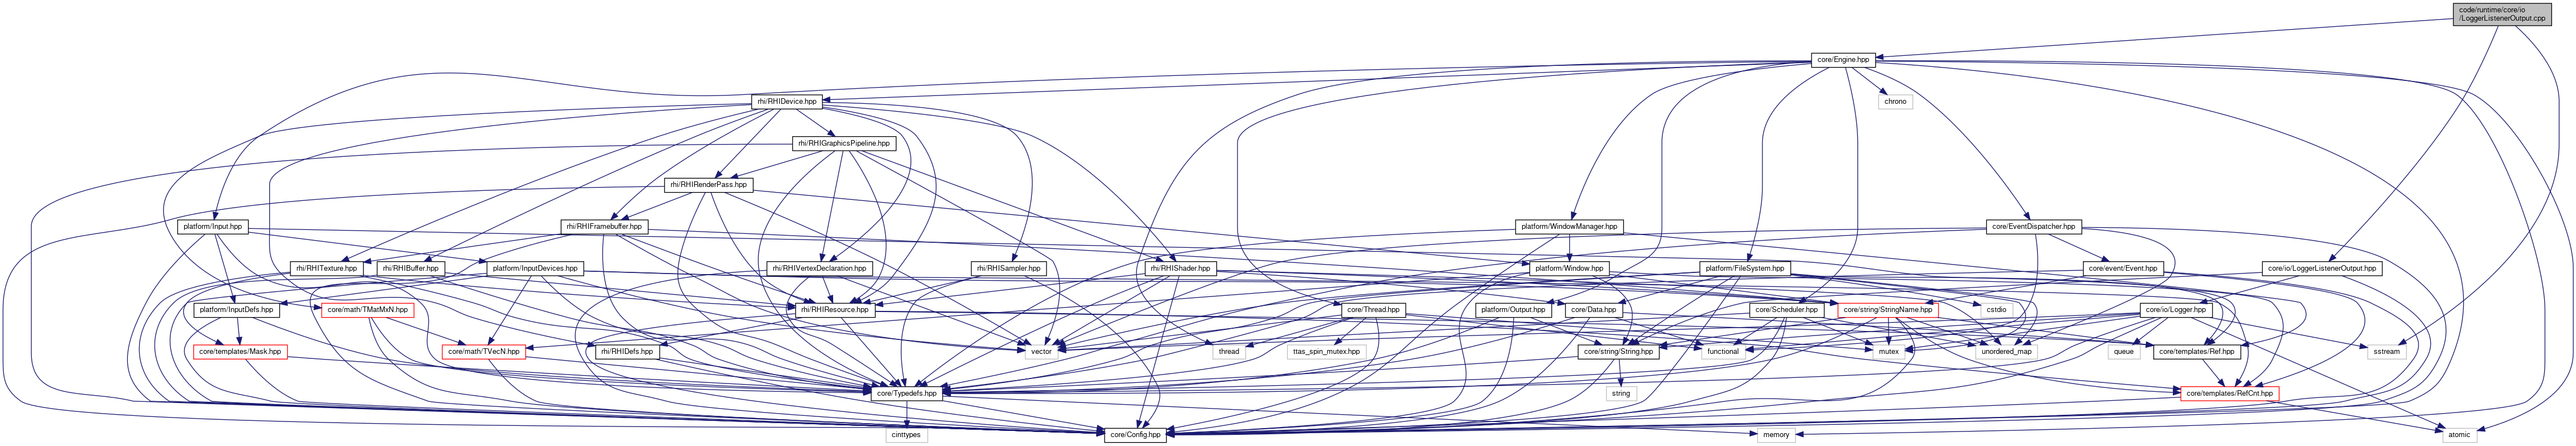 code/runtime/core/io
/LoggerListenerOutput.cpp
core/Engine.hpp
rhi/RHIDevice.hpp
chrono
rhi/RHIGraphicsPipeline.hpp
rhi/RHIRenderPass.hpp
platform/Input.hpp
rhi/RHIFramebuffer.hpp
platform/WindowManager.hpp
core/EventDispatcher.hpp
rhi/RHITexture.hpp
rhi/RHIBuffer.hpp
platform/InputDevices.hpp
rhi/RHIVertexDeclaration.hpp
rhi/RHISampler.hpp
rhi/RHIShader.hpp
platform/Window.hpp
platform/FileSystem.hpp
core/event/Event.hpp
core/io/LoggerListenerOutput.hpp
platform/InputDefs.hpp
core/math/TMatMxN.hpp
rhi/RHIResource.hpp
core/Thread.hpp
platform/Output.hpp
core/Data.hpp
core/Scheduler.hpp
core/string/StringName.hpp
cstdio
core/io/Logger.hpp
core/templates/Mask.hpp
core/math/TVecN.hpp
rhi/RHIDefs.hpp
vector
thread
ttas_spin_mutex.hpp
core/string/String.hpp
functional
mutex
unordered_map
queue
core/templates/Ref.hpp
sstream
core/Typedefs.hpp
string
core/templates/RefCnt.hpp
cinttypes
core/Config.hpp
memory
atomic